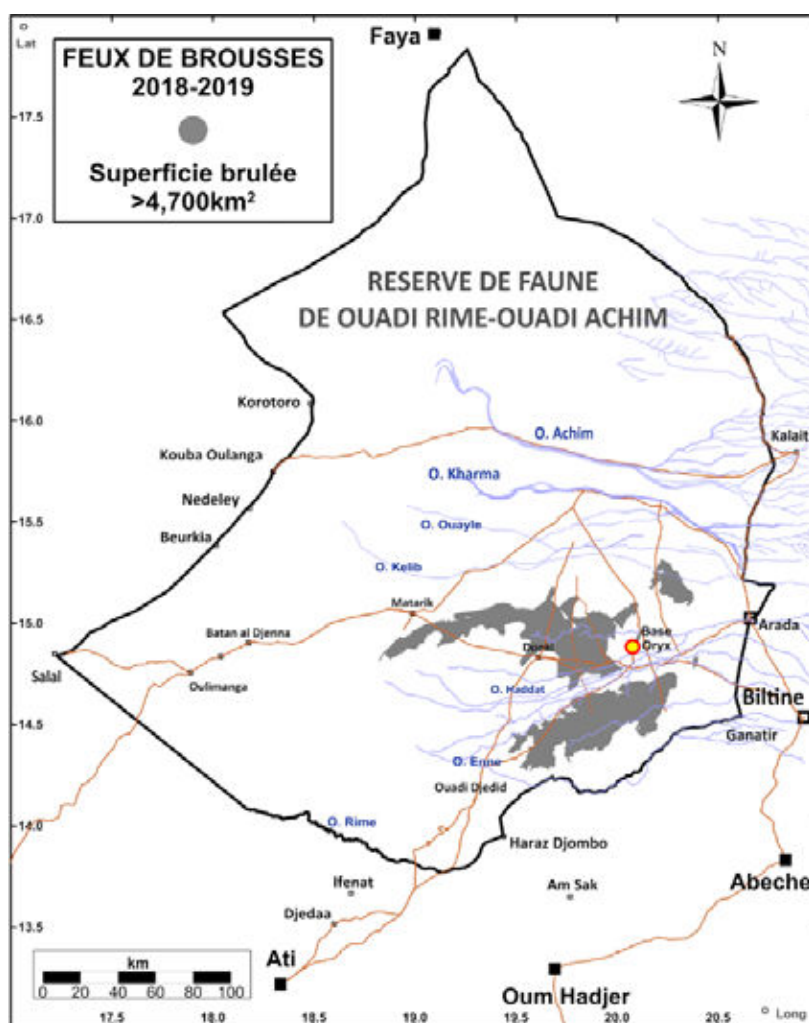 Lat
Faya
FEUX DE BROUSSES
2018-2019
Superficie brulée
>4,700km²
N
17.5
17.0
RESERVE DE FAUNE
DE OUADI RIME-OUADI ACHIM
16.5
Korotoro
16.0
O. Achim
Kalait
Kouba Oulanga
O. Kharma
Nedeley
15.5
O. Ouayle
Beurkia
O. Kelib
Matarik
15.0
Arada
Batan al Djenna
Base
Oryx
Salal
Oulimanga
O. Haddat
Biltine
14.5
Ganatir
O. Enne
Ouadi Djedid
14.0
O. Rime
Haraz Djombo
Abeche
Ifenat
Am Sak
13.5
Djedaa
km
0 20 40 60 80 100
Ati
Oum Hadjer
17.5 18.0 18.5 19.0 19.5 20.0 20.5
Long